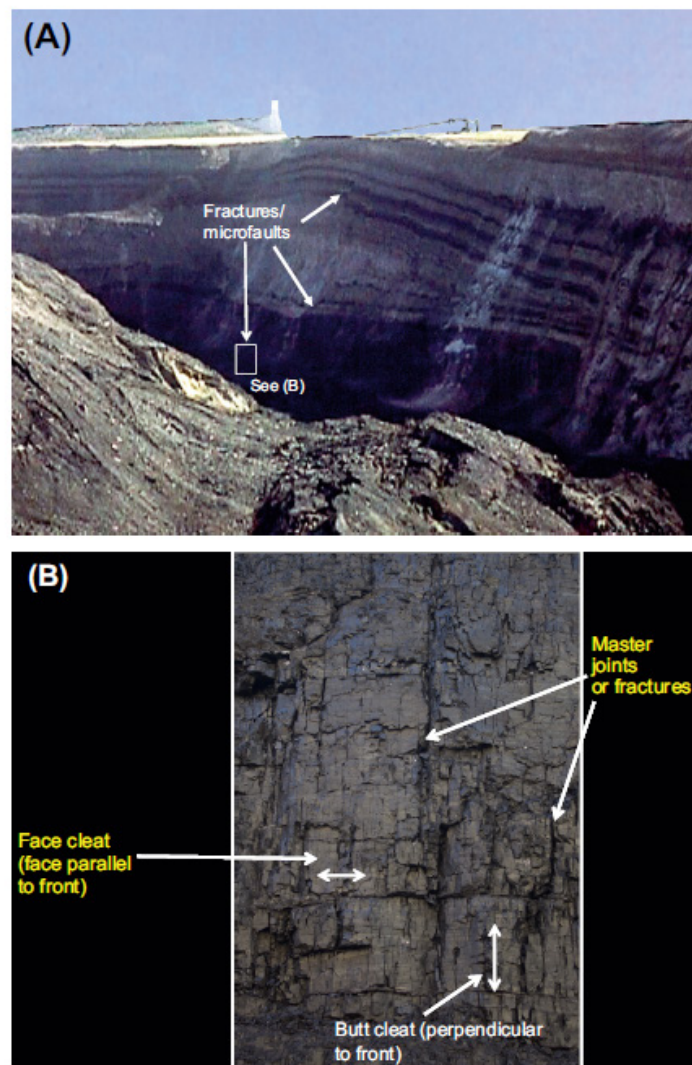 (A)
Fractures/
microfaults
See (B)
(B)
Master
joints
or fractures
Face cleat
(face parallel
to front)
Butt cleat (perpendicular
to front)